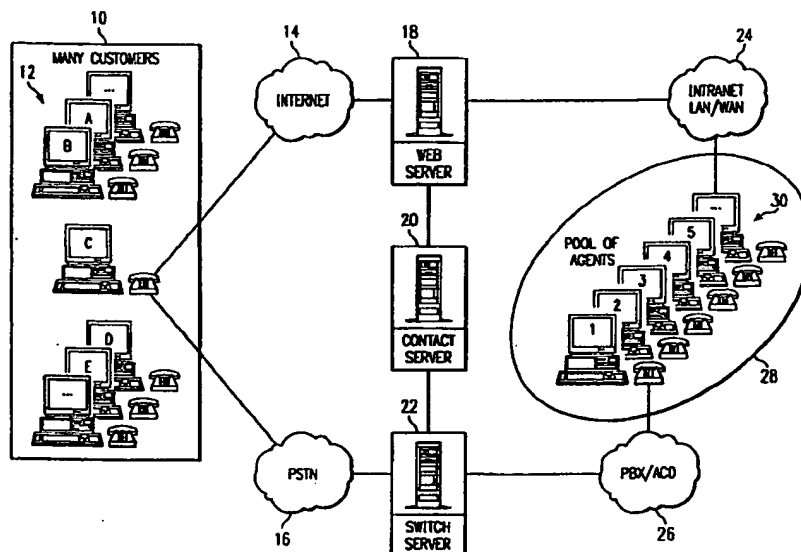 10
MANY CUSTOMERS
12
...
A
B
C
D
E
...
14
INTERNET
PSTN
16
18
WEB
SERVER
20
CONTACT
SERVER
22
SWITCH
SERVER
24
INTRANET
LAN/WAN
POOL OF
AGENTS
...
5
4
3
2
1
30
28
PBX/ACD
26